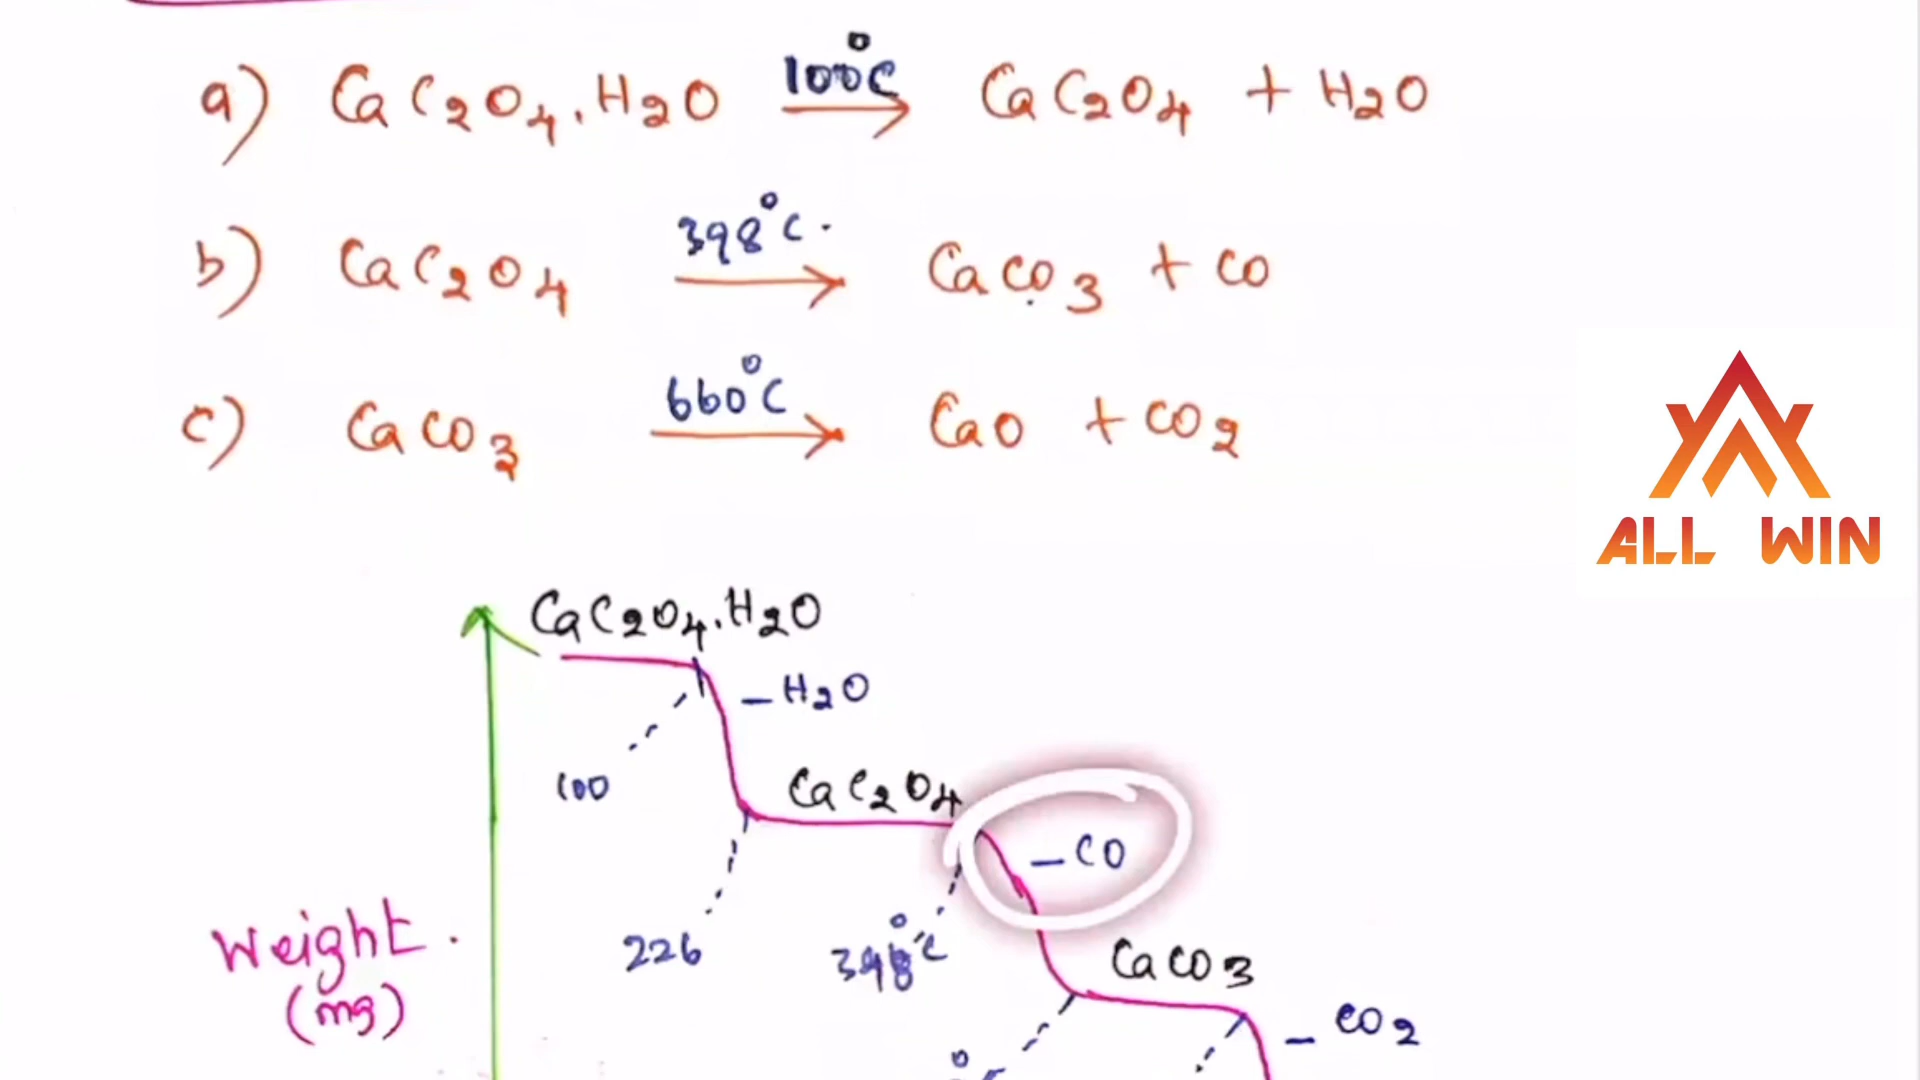 a) CaC2O4.H2O 100°C CaC2O4 + H2O
b) CaC2O4 398°C. CaCO3 + CO
c) CaCO3 660°C CaO + CO2
ALL WIN
CaC2O4.H2O
-H2O
100
CaC2O4
-CO
226
398°C
Weight.
(mg)
CaCO3
- CO2